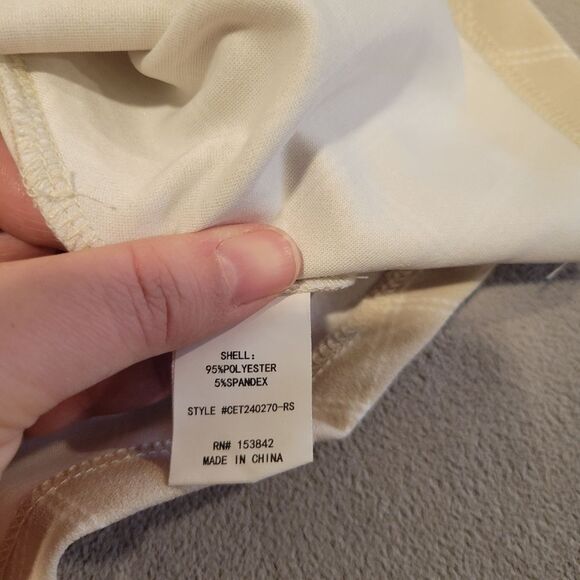 SHELL:
95%POLYESTER
5%SPANDEX
STYLE #CET240270-RS
RN# 153842
MADE IN CHINA